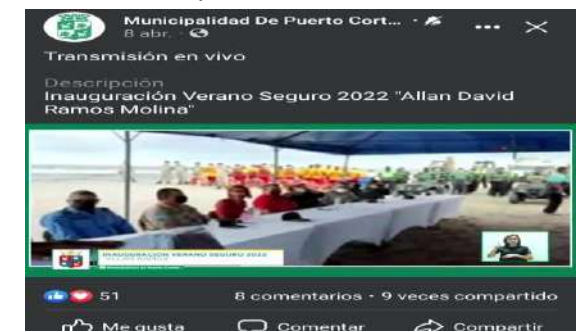 Municipalidad De Puerto Cort...
8 abr.
Transmisión en vivo
Descripción
Inauguración Verano Seguro 2022 "Allan David
Ramos Molina"
INAUGURACIÓN VERANO SEGURO 2022
51
8 comentarios · 9 veces compartido
Me gusta
Comentar
Compartir